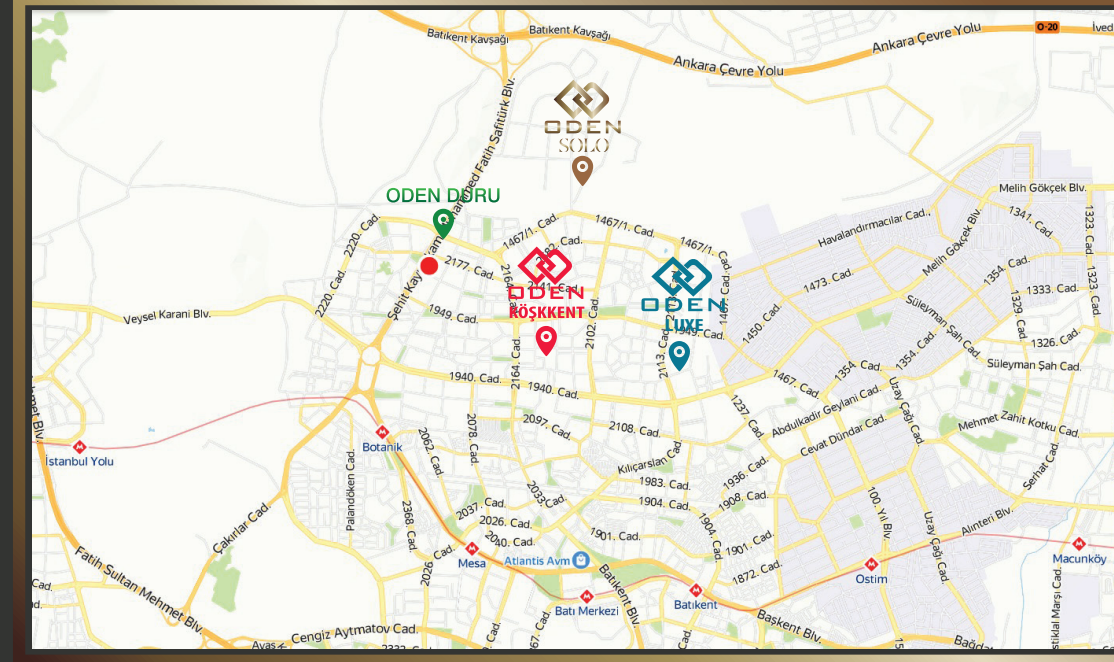 Batıkent Kavşağı
Batıkent Kavşağı
Ankara Çevre Yolu
Ankara Çevre Yolu
O-20
İved
ODEN
SOLO
ODEN DURU
Melih Gökçek Blv.
2220. Cad.
1467/1. Cad.
1467/1. Cad.
1467/1. Cad.
Havalandırmacılar Cad.
1341. Cad.
1323. Cad.
Melih Gökçek Blv.
2177. Cad.
2220. Cad.
Veysel Karani Blv.
1949. Cad.
ODEN
KÖŞKKENT
2102. Cad.
ODEN
LUXE
1949. Cad.
2113. Cad.
1473. Cad.
1450. Cad.
1354. Cad.
1333. Cad.
1323. Cad.
1329. Cad.
Süleyman Şah Cad.
1326. Cad.
Süleyman Şah Cad.
1354. Cad.
1354. Cad.
1940. Cad.
2164. Cad.
1940. Cad.
1467. Cad.
1237. Cad.
Abdulkadir Geylani Cad.
Uzay Çağı Cad.
Cevat Dündar Cad.
Mehmet Zahit Kotku Cad.
Serhat Cad.
İstanbul Yolu
Botanik
2062. Cad.
2078. Cad.
2097. Cad.
2108. Cad.
Kılıçarslan Cad.
1983. Cad.
1904. Cad.
1936. Cad.
1908. Cad.
1904. Cad.
1901. Cad.
1901. Cad.
1872. Cad.
Palandöken Cad.
2368. Cad.
2037. Cad.
2033. Cad.
2026. Cad.
2040. Cad.
2026. Cad.
Çakırlar Cad.
Mesa
Atlantis Avm
Batı Merkezi
Batıkent Blv.
Batıkent
Başkent Blv.
100. Yıl Blv.
Uzay Çağı Cad.
Alınteri Blv.
Ostim
Macunköy
Fatih Sultan Mehmet Blv.
Cengiz Aytmatov Cad.